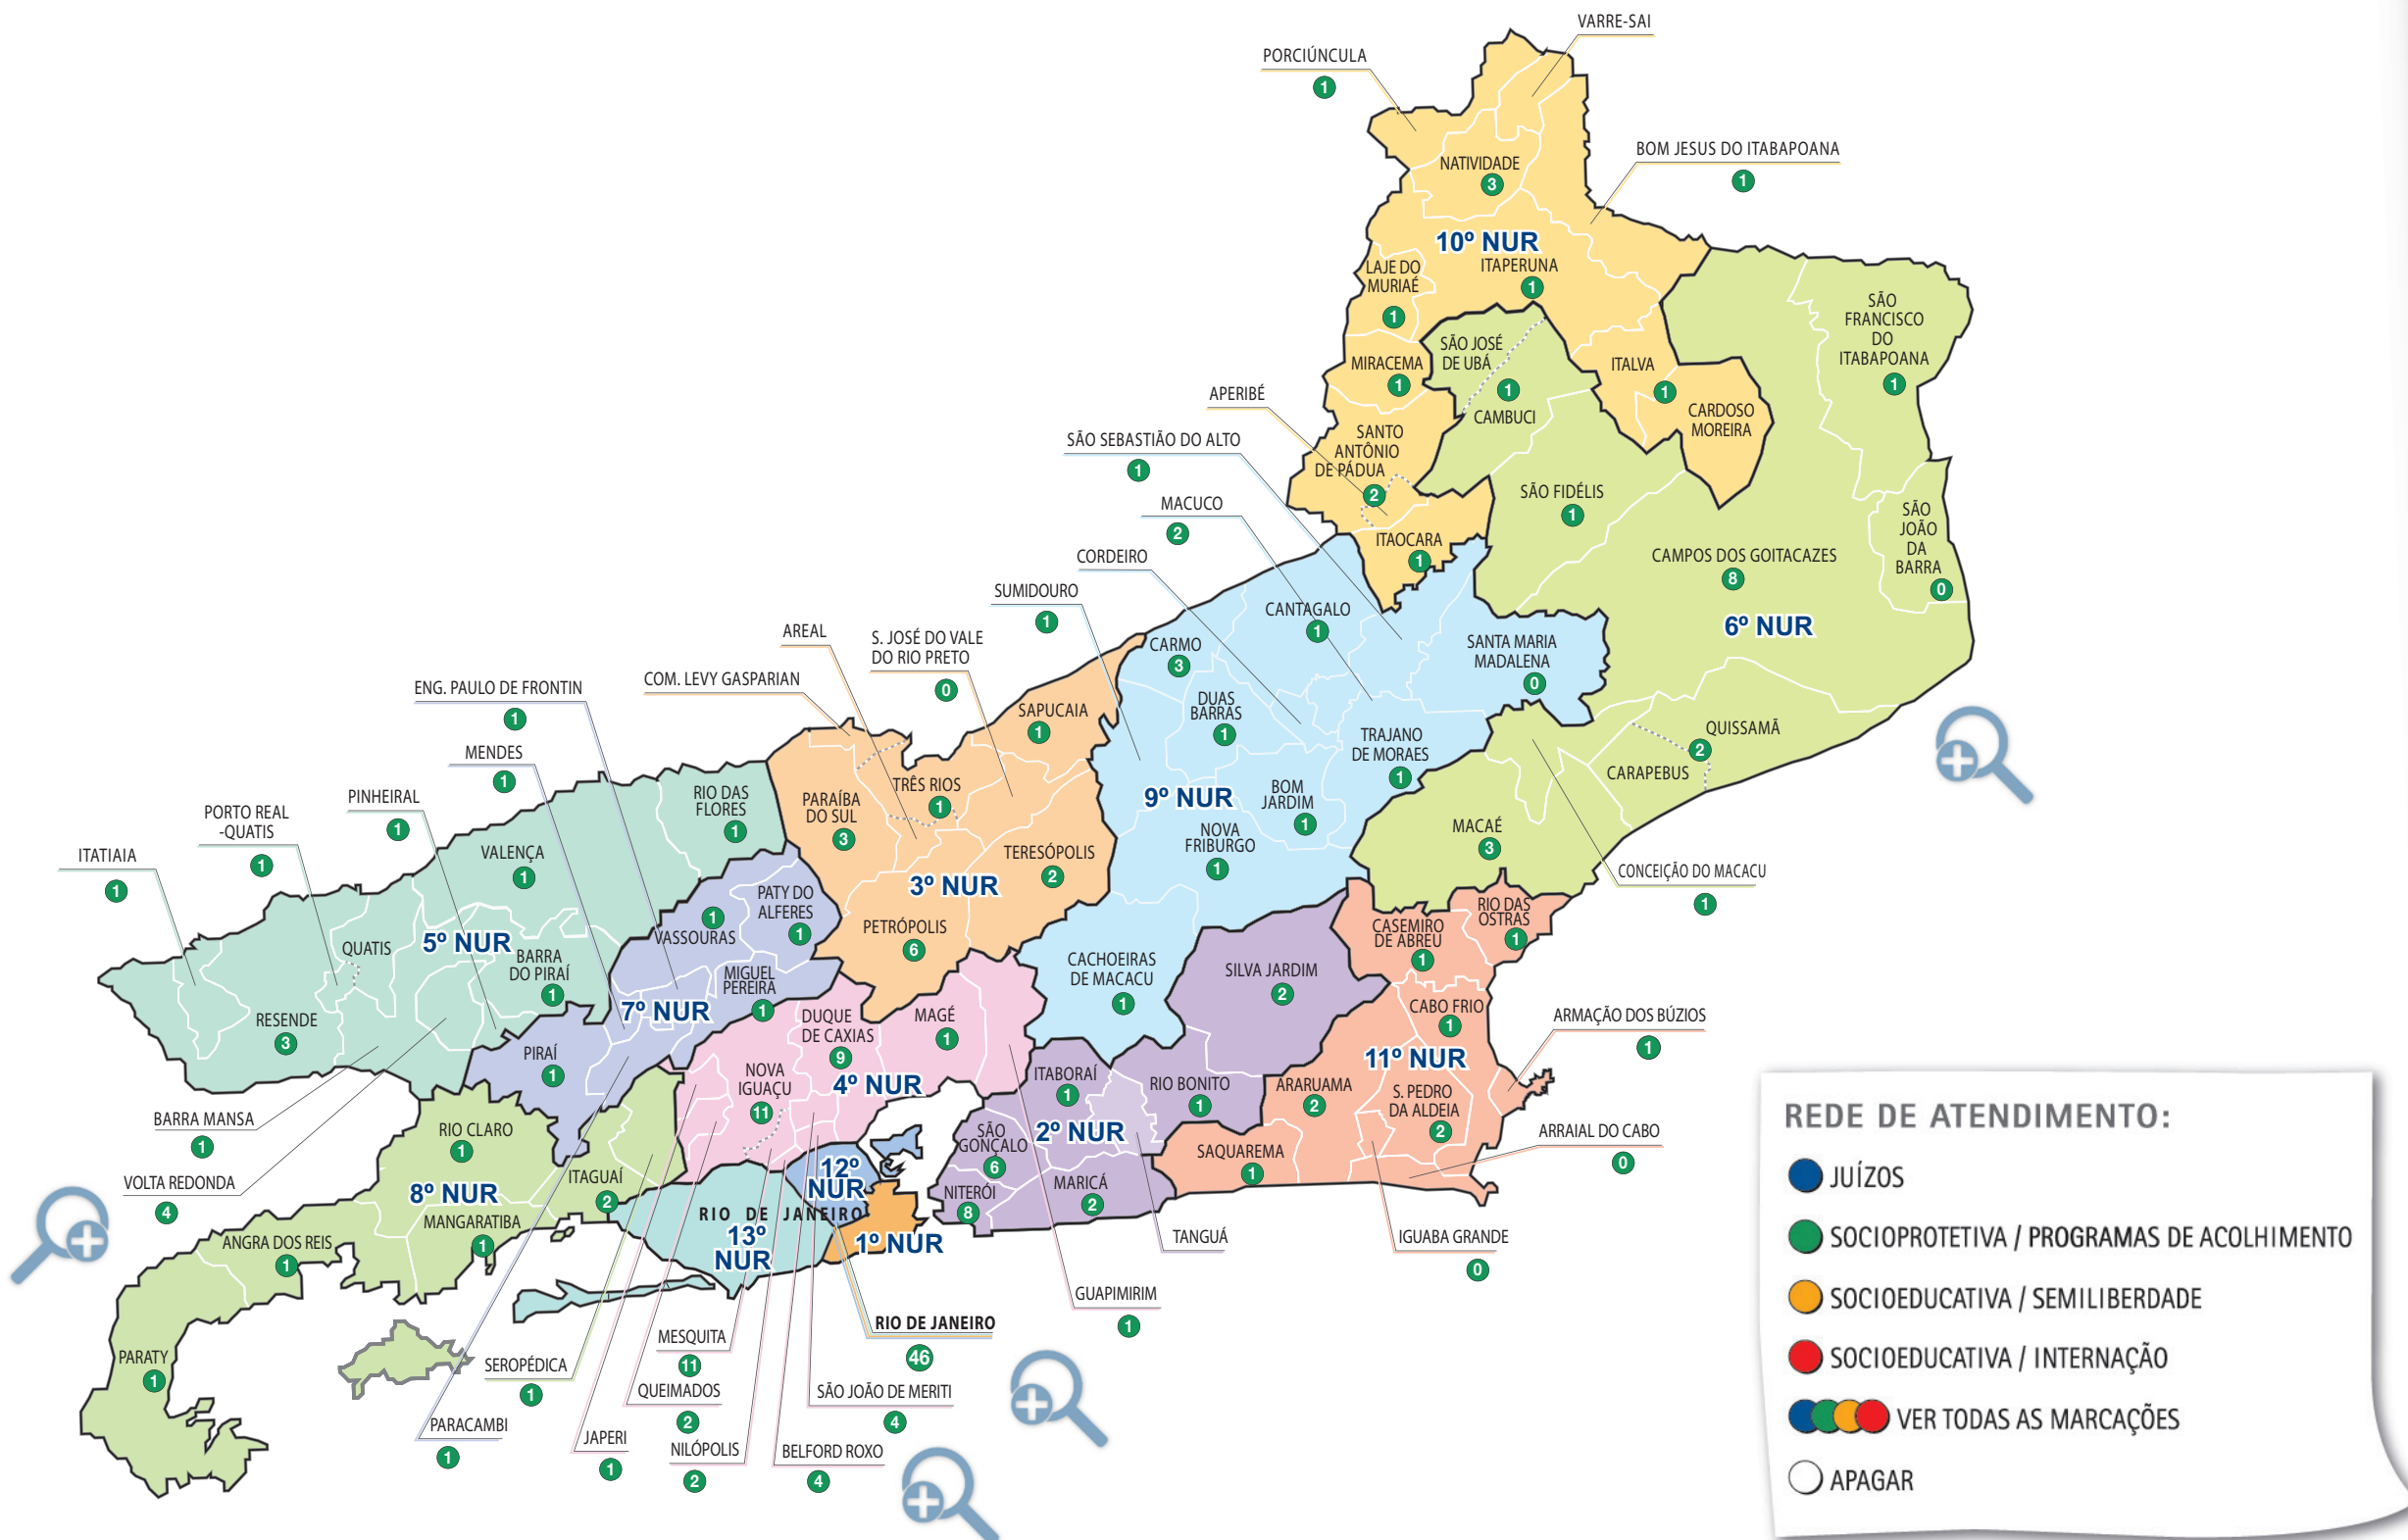 VARRE-SAI
PORCIÚNCULA
1
BOM JESUS DO ITABAPOANA
1
NATIVIDADE
3
10º NUR
ITAPERUNA
1
LAJE DO
MURIAÉ
1
SÃO
FRANCISCO
DO
ITABAPOANA
1
SÃO JOSÉ
DE UBÁ
1
CAMBUCI
MIRACEMA
1
ITALVA
1
CARDOSO
MOREIRA
APERIBÉ
SANTO
ANTÔNIO
DE PÁDUA
2
SÃO SEBASTIÃO DO ALTO
1
MACUCO
2
SÃO FIDÉLIS
1
SÃO
JOÃO
DA
BARRA
0
ITAOCARA
1
CAMPOS DOS GOITACAZES
8
6º NUR
CORDEIRO
SUMIDOURO
1
CANTAGALO
1
CARMO
3
SANTA MARIA
MADALENA
0
AREAL
S. JOSÉ DO VALE
DO RIO PRETO
0
COM. LEVY GASPARIAN
ENG. PAULO DE FRONTIN
1
SAPUCAIA
1
DUAS
BARRAS
1
TRAJANO
DE MORAES
1
QUISSAMÃ
2
CARAPEBUS
MENDES
1
PINHEIRAL
1
PORTO REAL
-QUATIS
1
ITATIAIA
1
RIO DAS
FLORES
1
PARAÍBA
DO SUL
3
TRÊS RIOS
1
9º NUR
BOM
JARDIM
1
NOVA
FRIBURGO
1
MACAÉ
3
CONCEIÇÃO DO MACACU
1
VALENÇA
1
TERESÓPOLIS
2
3º NUR
PATY DO
ALFERES
1
1
VASSOURAS
PETRÓPOLIS
6
RIO DAS
OSTRAS
1
CASEMIRO
DE ABREU
1
QUATIS
5º NUR
BARRA
DO PIRAÍ
1
MIGUEL
PEREIRA
1
CACHOEIRAS
DE MACACU
1
SILVA JARDIM
2
RESENDE
3
7º NUR
DUQUE
DE CAXIAS
9
MAGÉ
1
CABO FRIO
1
ARMAÇÃO DOS BÚZIOS
1
PIRAÍ
1
NOVA
IGUAÇU
11
4º NUR
ITABORAÍ
1
RIO BONITO
1
11º NUR
ARARUAMA
2
S. PEDRO
DA ALDEIA
2
BARRA MANSA
1
RIO CLARO
1
SÃO
GONÇALO
6
2º NUR
SAQUAREMA
1
ARRAIAL DO CABO
0
VOLTA REDONDA
4
8º NUR
ITAGUAÍ
2
12º
NUR
NITERÓI
8
MARICÁ
2
MANGARATIBA
1
RIO DE JANEIRO
13º
NUR
1º NUR
TANGUÁ
IGUABA GRANDE
0
ANGRA DOS REIS
1
GUAPIMIRIM
1
RIO DE JANEIRO
46
PARATY
1
MESQUITA
11
SEROPÉDICA
1
QUEIMADOS
2
SÃO JOÃO DE MERITI
4
PARACAMBI
1
JAPERI
1
NILÓPOLIS
2
BELFORD ROXO
4
REDE DE ATENDIMENTO:
JUÍZOS
SOCIOPROTETIVA / PROGRAMAS DE ACOLHIMENTO
SOCIOEDUCATIVA / SEMILIBERDADE
SOCIOEDUCATIVA / INTERNAÇÃO
VER TODAS AS MARCAÇÕES
APAGAR